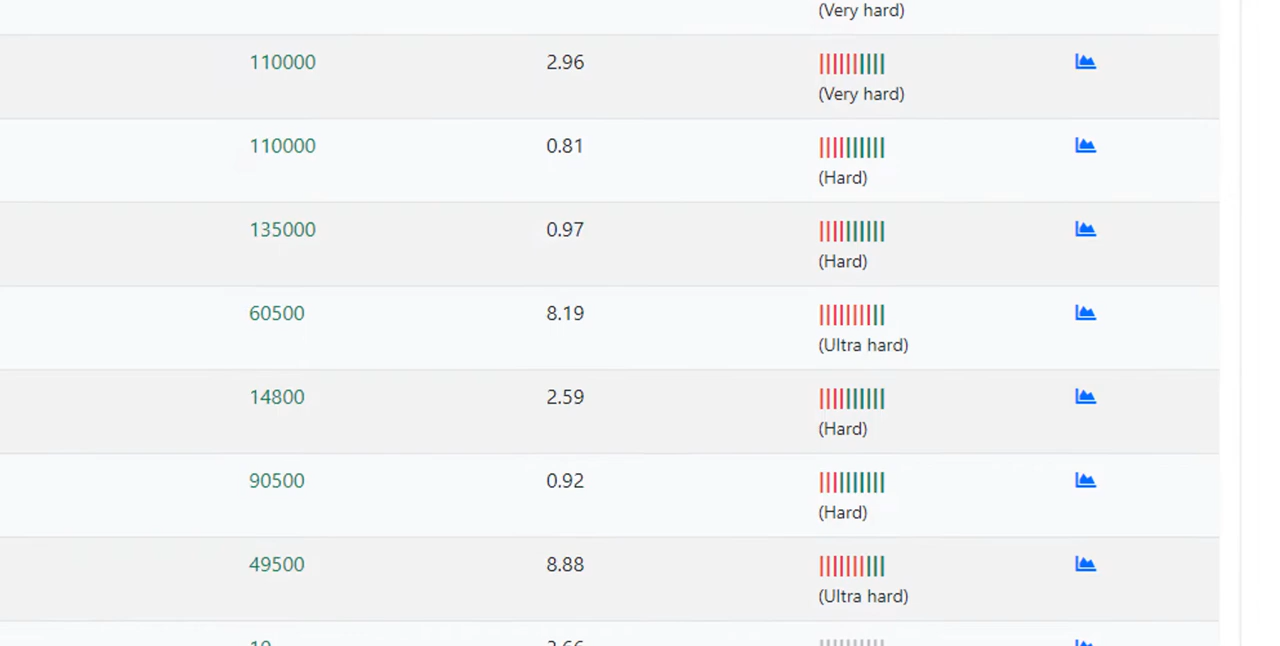 (Very hard)
110000 2.96
(Very hard)
110000 0.81
(Hard)
135000 0.97
(Hard)
60500 8.19
(Ultra hard)
14800 2.59
(Hard)
90500 0.92
(Hard)
49500 8.88
(Ultra hard)